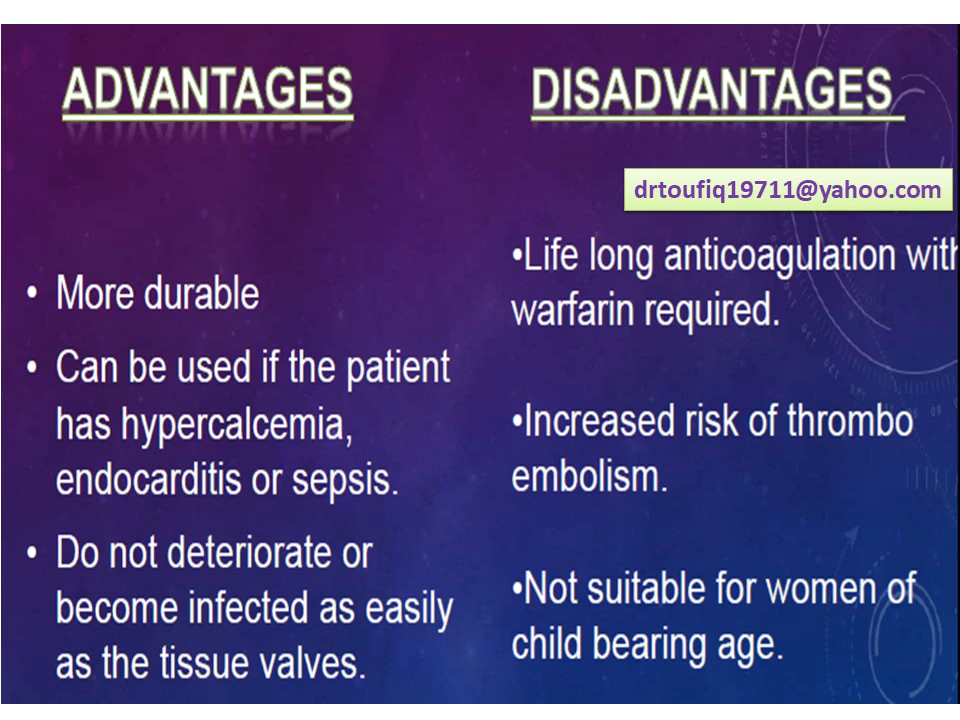 ADVANTAGES
• More durable
• Can be used if the patient
has hypercalcemia,
endocarditis or sepsis.
• Do not deteriorate or
become infected as easily
as the tissue valves.
DISADVANTAGES
drtoufiq19711@yahoo.com
•Life long anticoagulation with
warfarin required.
•Increased risk of thrombo
embolism.
•Not suitable for women of
child bearing age.